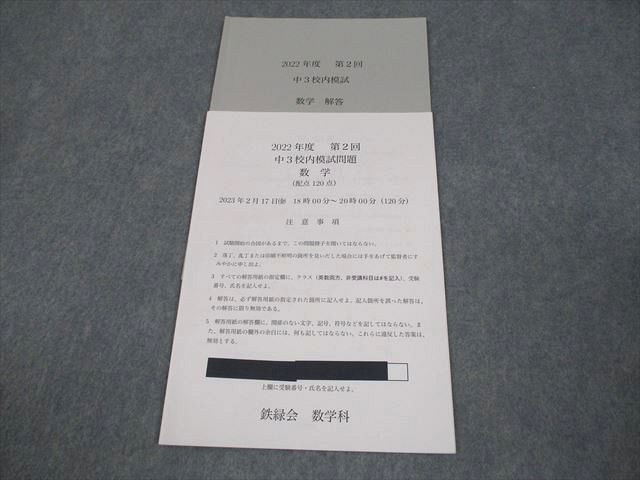 2022 年度　第2回
中3校内模試
数学　解答
2022 年度　第2回
中3校内模試問題
数　学
(配点120点)
2023 年 2 月 17 日㈮　18 時 00 分〜 20 時 00 分 (120 分)
注　意　事　項
1　試験開始の合図があるまで、この問題冊子を開いてはならない。
2　落丁、乱丁または印刷不鮮明の箇所を見いだした場合には手をあげて監督者にす
みやかに申し出よ。
3　すべての解答用紙の指定欄に、クラス (英数両方、非受講科目は#を記入)、受験
番号、氏名を記入せよ。
4　解答は、必ず解答用紙の指定された箇所に記入せよ。記入箇所を誤った解答は、
その解答に限り無効である。
5　解答用紙の解答欄に、関係のない文字、記号、符号などを記してはならない。ま
た、解答用紙の欄外の余白には、何も記してはならない。これらに違反した答案は、
無効とする。
上欄に受験番号・氏名を記入せよ。
鉄緑会　数学科